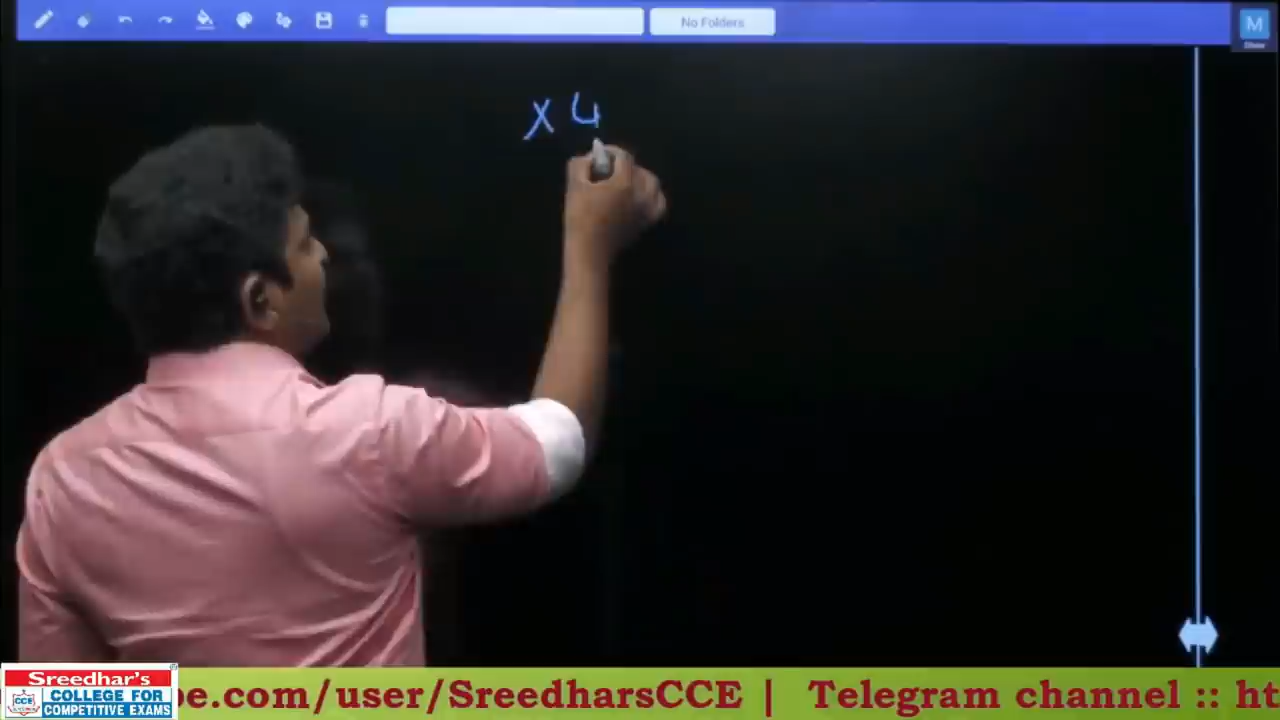 No Folders
M
X 4
Sreedhar's
CCE
COLLEGE FOR
COMPETITIVE EXAMS
be.com/user/SreedharsCCE | Telegram channel :: ht